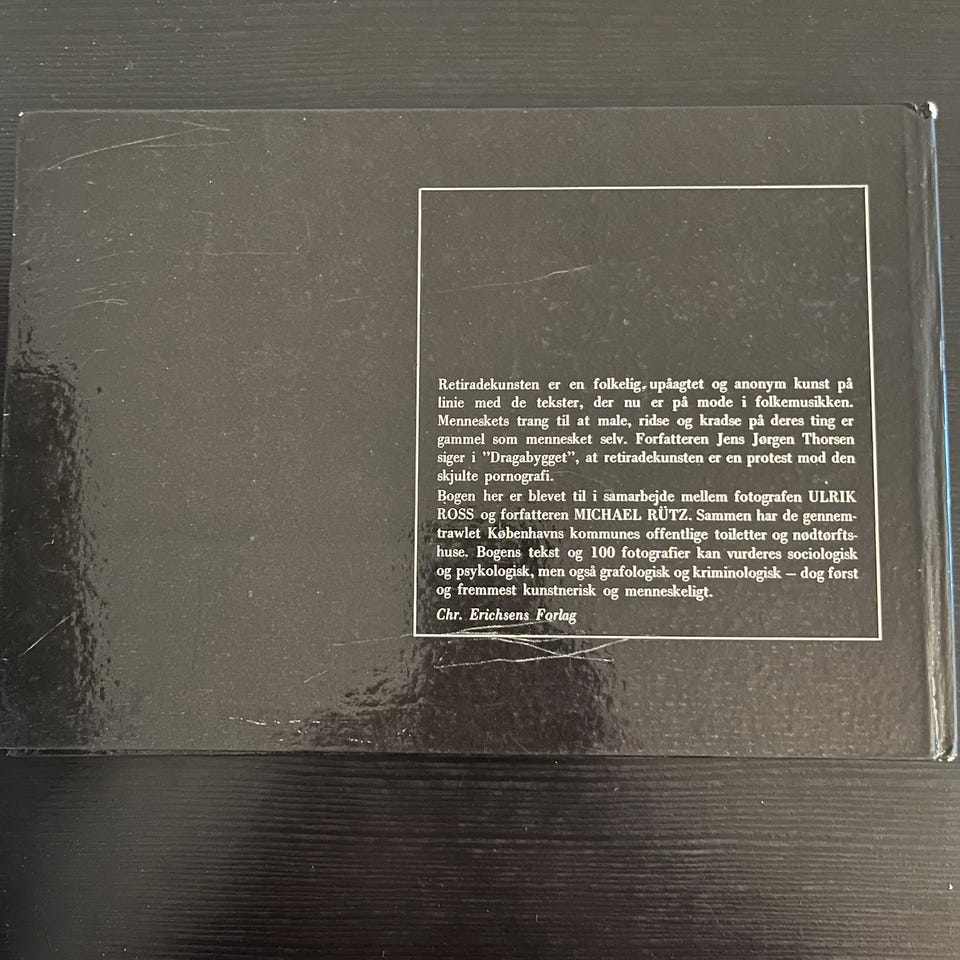 Retiradekunsten er en folkelig, upåagtet og anonym kunst på
linie med de tekster, der nu er på mode i folkemusikken.
Menneskets trang til at male, ridse og kradse på deres ting er
gammel som mennesket selv. Forfatteren Jens Jørgen Thorsen
siger i "Dragabygget", at retiradekunsten er en protest mod den
skjulte pornografi.
Bogen her er blevet til i samarbejde mellem fotografen ULRIK
ROSS og forfatteren MICHAEL RÜTZ. Sammen har de gennem-
trawlet Københavns kommunes offentlige toiletter og nødtørfts-
huse. Bogens tekst og 100 fotografier kan vurderes sociologisk
og psykologisk, men også grafologisk og kriminologisk – dog først
og fremmest kunstnerisk og menneskeligt.
Chr. Erichsens Forlag